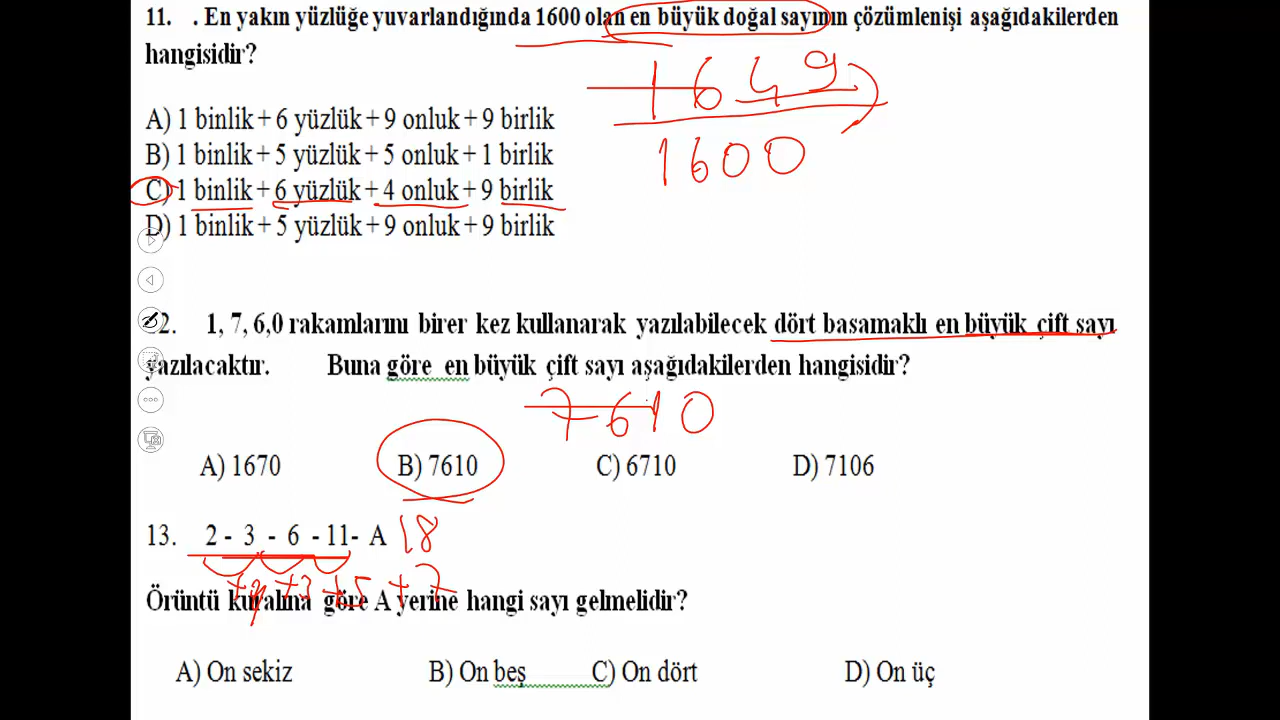 11. . En yakın yüzlüğe yuvarlandığında 1600 olan en büyük doğal sayının çözümlenişi aşağıdakilerden
hangisidir?
1649
1600
A) 1 binlik + 6 yüzlük + 9 onluk + 9 birlik
B) 1 binlik + 5 yüzlük + 5 onluk + 1 birlik
C) 1 binlik + 6 yüzlük + 4 onluk + 9 birlik
D) 1 binlik + 5 yüzlük + 9 onluk + 9 birlik
2. 1, 7, 6,0 rakamlarını birer kez kullanarak yazılabilecek dört basamaklı en büyük çift sayı
yazılacaktır. Buna göre en büyük çift sayı aşağıdakilerden hangisidir?
7610
A) 1670 B) 7610 C) 6710 D) 7106
13. 2 - 3 - 6 - 11- A 18
+3 +5 +7
Örüntü kuralına göre A yerine hangi sayı gelmelidir?
A) On sekiz B) On beş C) On dört D) On üç